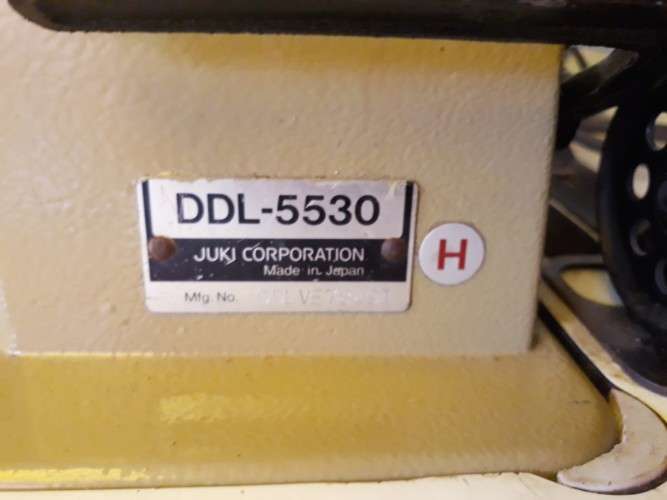 DDL-5530
JUKI CORPORATION
Made in Japan
Mfg. No.
H